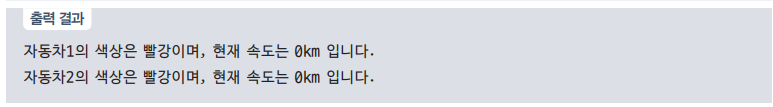 출력 결과
자동차1의 색상은 빨강이며, 현재 속도는 0km 입니다.
자동차2의 색상은 빨강이며, 현재 속도는 0km 입니다.